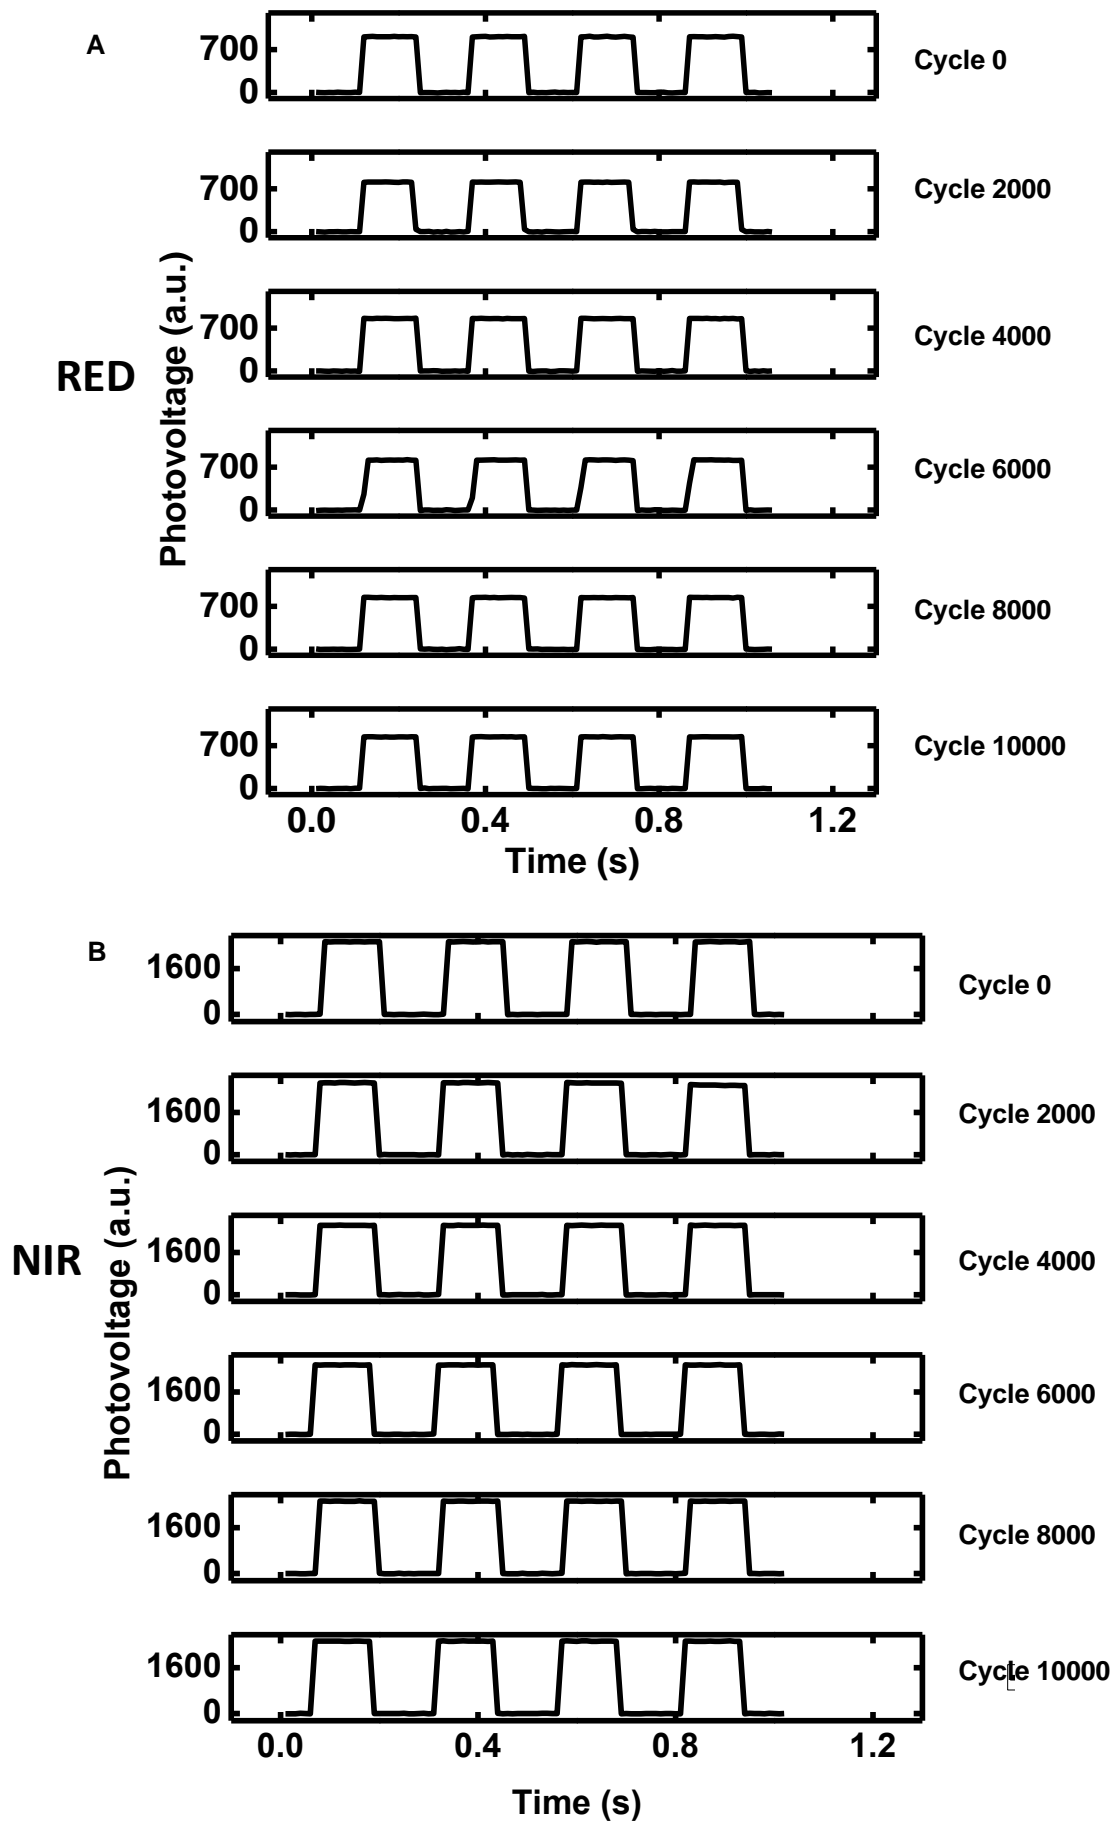 A
700
0
Cycle 0
700
0
Cycle 2000
700
0
Cycle 4000
RED
Photovoltage (a.u.)
700
0
Cycle 6000
700
0
Cycle 8000
700
0
Cycle 10000
0.0 0.4 0.8 1.2
Time (s)
B
1600
0
Cycle 0
1600
0
Cycle 2000
NIR
Photovoltage (a.u.)
1600
0
Cycle 4000
1600
0
Cycle 6000
1600
0
Cycle 8000
1600
0
Cycle 10000
0.0 0.4 0.8 1.2
Time (s)